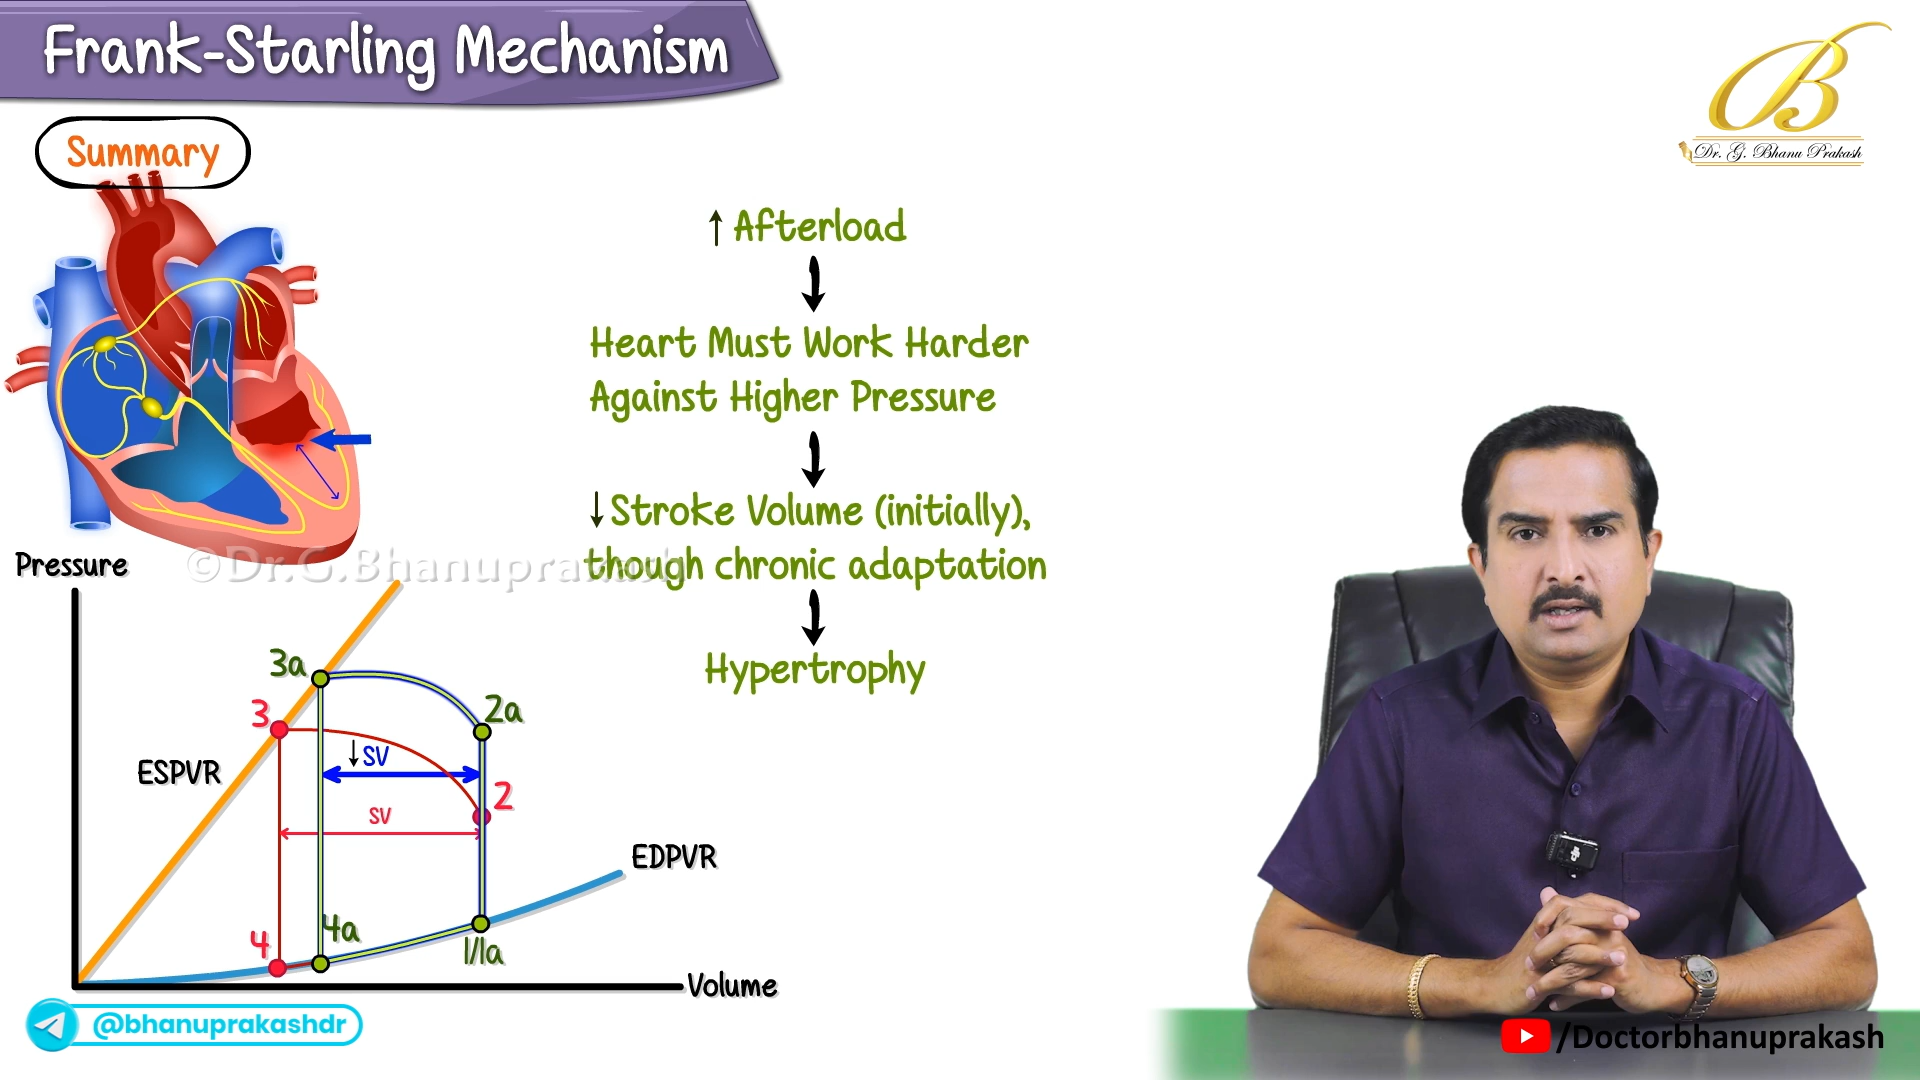 Frank-Starling Mechanism
B
Dr. G. Bhanu Prakash
Summary
↑ Afterload
Heart Must Work Harder
Against Higher Pressure
↓Stroke Volume (initially),
though chronic adaptation
Hypertrophy
©Dr.G.Bhanuprakash
Pressure
3a
3
2a
↓SV
ESPVR
2
SV
EDPVR
4
4a
1/1a
Volume
@bhanuprakashdr
/Doctorbhanuprakash